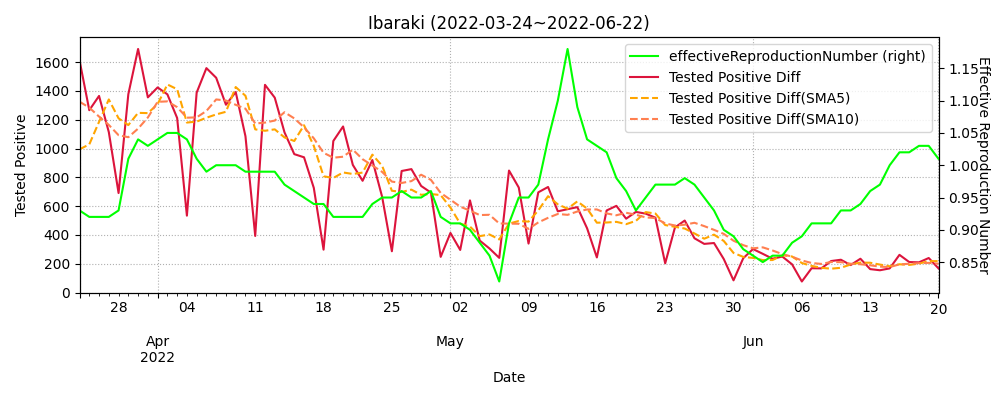 Ibaraki (2022-03-24~2022-06-22)
effectiveReproductionNumber (right)
Tested Positive Diff
Tested Positive Diff(SMA5)
Tested Positive Diff(SMA10)
Tested Positive
1600
1400
1200
1000
800
600
400
200
0
1.15
1.10
1.05
1.00
0.95
0.90
0.85
Effective Reproduction Number
28 04 11 18 25 02 09 16 23 30 06 13 20
Apr May Jun
2022
Date